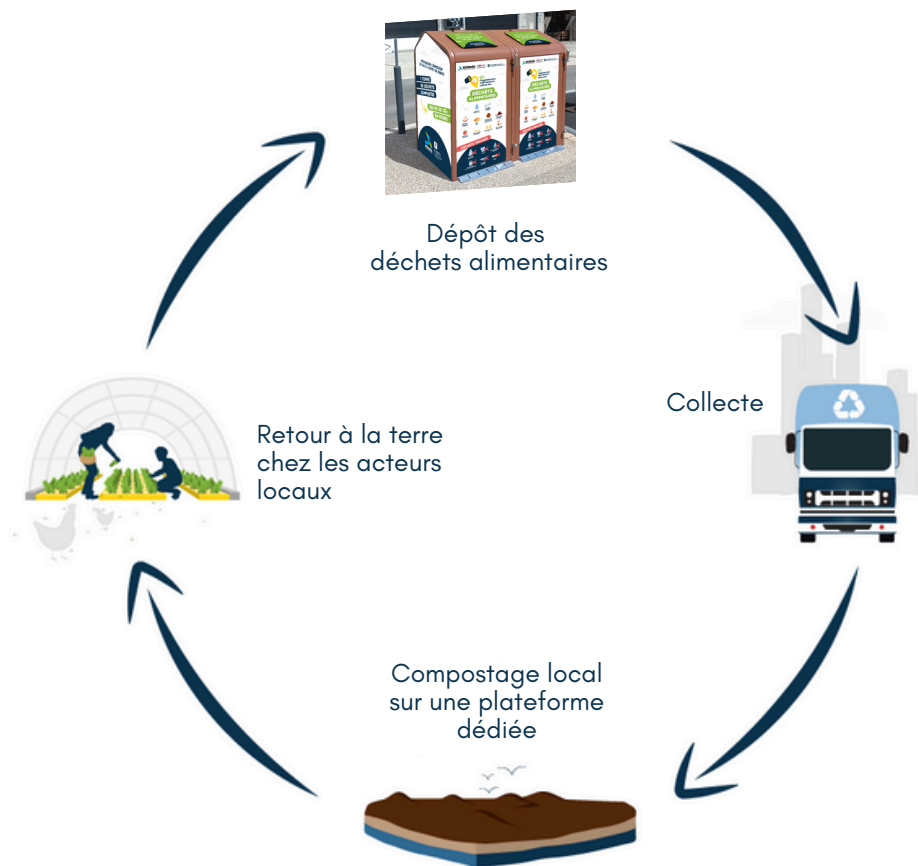 DÉCHETS
ALIMENTAIRES
DÉCHETS
ALIMENTAIRES
Dépôt des
déchets alimentaires
Collecte
Retour à la terre
chez les acteurs
locaux
Compostage local
sur une plateforme
dédiée